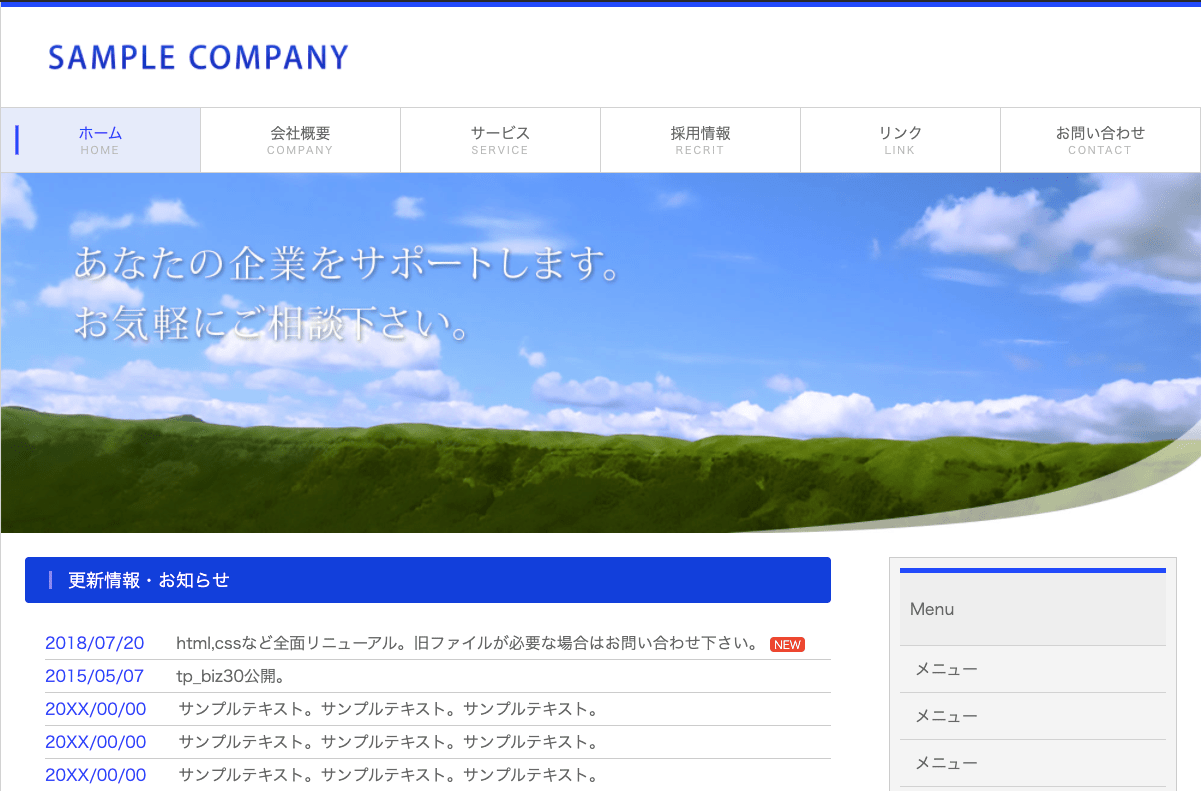 SAMPLE COMPANY
ホーム
HOME
会社概要
COMPANY
サービス
SERVICE
採用情報
RECRIT
リンク
LINK
お問い合わせ
CONTACT
あなたの企業をサポートします。
お気軽にご相談下さい。
更新情報・お知らせ
2018/07/20 html,cssなど全面リニューアル。旧ファイルが必要な場合はお問い合わせ下さい。 NEW
2015/05/07 tp_biz30公開。
20XX/00/00 サンプルテキスト。サンプルテキスト。サンプルテキスト。
20XX/00/00 サンプルテキスト。サンプルテキスト。サンプルテキスト。
20XX/00/00 サンプルテキスト。サンプルテキスト。サンプルテキスト。
Menu
メニュー
メニュー
メニュー